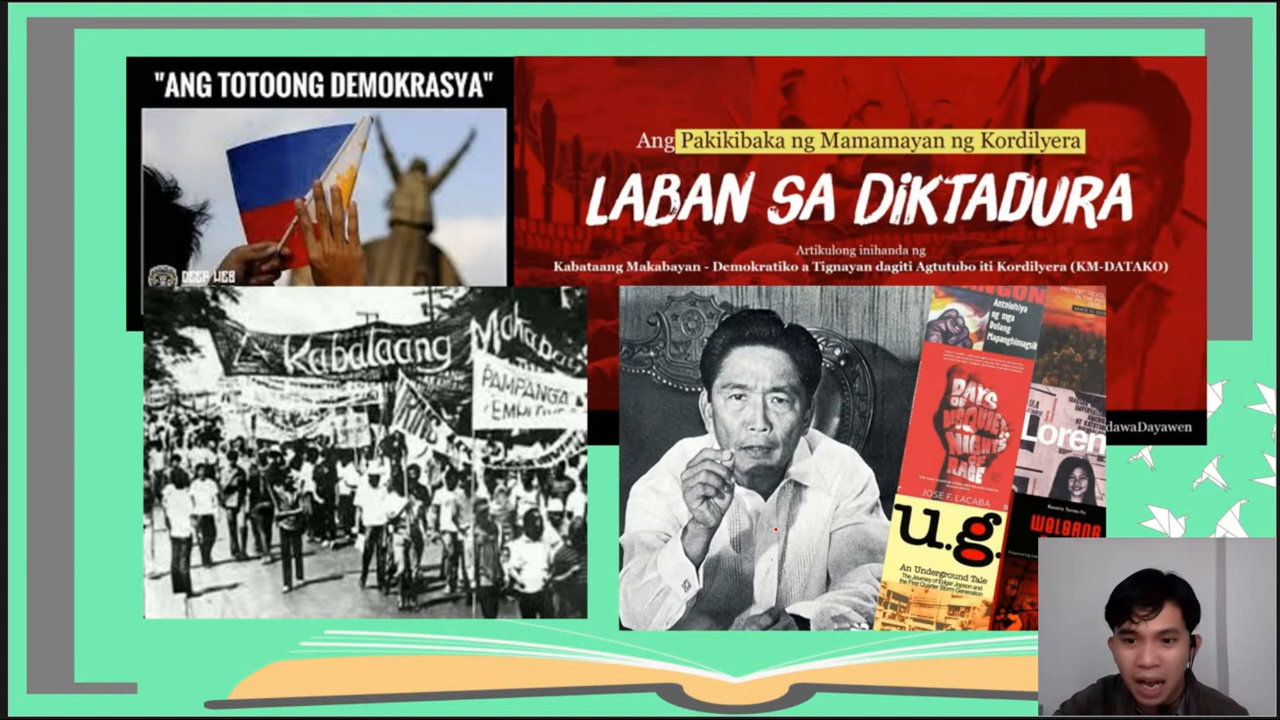 "ANG TOTOONG DEMOKRASYA"
DEEP WEB
Ang Pakikibaka ng Mamamayan ng Kordilyera
LABAN SA DiKTADURA
Artikulong inihanda ng
Kabataang Makabayan - Demokratiko a Tignayan dagiti Agtutubo iti Kordilyera (KM-DATAKO)
dawaDayawen
Kabataang
Makaba
PAMPANGA
Antolohiya
ng mga
Dulang
Mapanghimagsik
DAYS
OF
DISQUIET,
NIGHTS
OF
RAGE
JOSE F. LACABA
Loren
u.g.
An Underground Tale
The Journey of Edgar Jopson and
the First Quarter Storm Generation